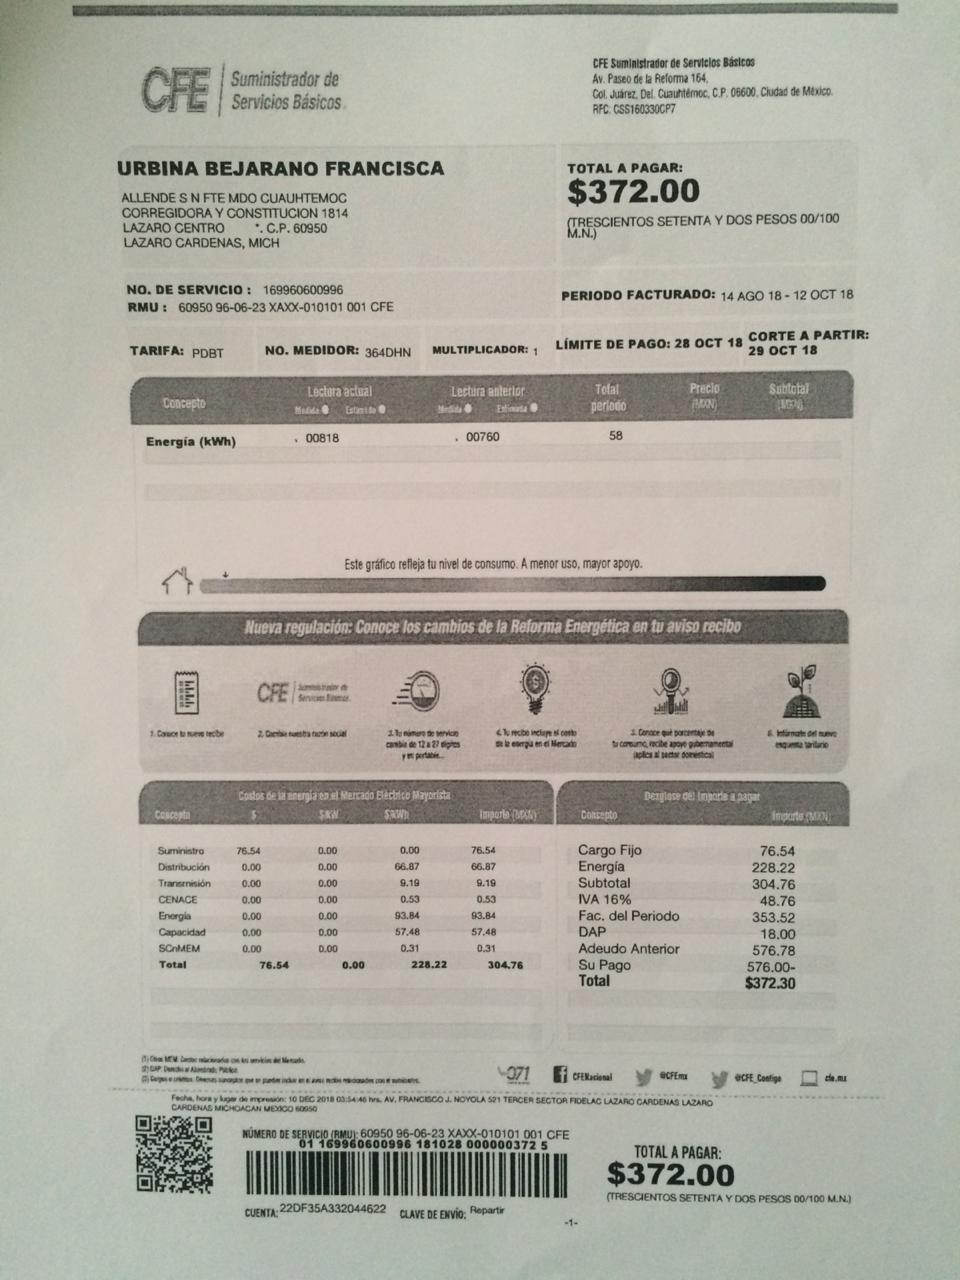 CFE
Suministrador de
Servicios Básicos
CFE Suministrador de Servicios Básicos
Av. Paseo de la Reforma 164,
Col. Juárez, Del. Cuauhtémoc, C.P. 06600, Ciudad de México.
RFC. CSS160330CP7
URBINA BEJARANO FRANCISCA
ALLENDE S N FTE MDO CUAUHTEMOC
CORREGIDORA Y CONSTITUCION 1814
LAZARO CENTRO *. C.P. 60950
LAZARO CARDENAS, MICH
TOTAL A PAGAR:
$372.00
(TRESCIENTOS SETENTA Y DOS PESOS 00/100
M.N.)
NO. DE SERVICIO : 169960600996
RMU : 60950 96-06-23 XAXX-010101 001 CFE
PERIODO FACTURADO: 14 AGO 18 - 12 OCT 18
TARIFA: PDBT NO. MEDIDOR: 364DHN MULTIPLICADOR: 1 LÍMITE DE PAGO: 28 OCT 18 CORTE A PARTIR:
29 OCT 18
Concepto Lectura actual Lectura anterior Total periodo Precio (MXN) Subtotal (MXN)
Medida Estimada Medida Estimada
Energía (kWh) 00818 00760 58
Este gráfico refleja tu nivel de consumo. A menor uso, mayor apoyo.
Nueva regulación: Conoce los cambios de la Reforma Energética en tu aviso recibo
CFE Suministrador de Servicios Básicos.
1. Conoce tu nuevo recibo
2. Cambia nuestra razón social
3. Tu número de servicio
cambia de 12 a 27 dígitos
y es portable...
4. Tu recibo incluye el costo
de la energía en el Mercado
5. Conoce qué porcentaje de
tu consumo, recibe apoyo gubernamental
(aplica al sector doméstico)
6. Infórmate del nuevo
esquema tarifario
Costos de la energía en el Mercado Eléctrico Mayorista
Concepto $ $/kW $/kWh Importe (MXN)
Suministro 76.54 0.00 0.00 76.54
Distribución 0.00 0.00 66.87 66.87
Transmisión 0.00 0.00 9.19 9.19
CENACE 0.00 0.00 0.53 0.53
Energía 0.00 0.00 93.84 93.84
Capacidad 0.00 0.00 57.48 57.48
SCnMEM 0.00 0.00 0.31 0.31
Total 76.54 0.00 228.22 304.76
Desglose del importe a pagar
Concepto Importe (MXN)
Cargo Fijo 76.54
Energía 228.22
Subtotal 304.76
IVA 16% 48.76
Fac. del Periodo 353.52
DAP 18.00
Adeudo Anterior 576.78
Su Pago 576.00-
Total $372.30
(1) Otros MEM: Costos relacionados con los servicios del Mercado.
(2) DAP: Derecho al Alumbrado Público.
(3) Cargos o créditos: Diversos conceptos que se pueden incluir en el aviso recibo relacionados con el suministro.
071 CFENacional @CFEmx @CFE_Contigo cfe.mx
Fecha, hora y lugar de impresión: 10 DEC 2018 03:54:46 hrs. AV. FRANCISCO J. NOYOLA 521 TERCER SECTOR FIDELAC LAZARO CARDENAS LAZARO
CARDENAS MICHOACAN MEXICO 60950
NÚMERO DE SERVICIO (RMU): 60950 96-06-23 XAXX-010101 001 CFE
01 169960600996 181028 000000372 5
CUENTA: 22DF35A332044622 CLAVE DE ENVÍO: Repartir
TOTAL A PAGAR:
$372.00
(TRESCIENTOS SETENTA Y DOS PESOS 00/100 M.N.)
-1-